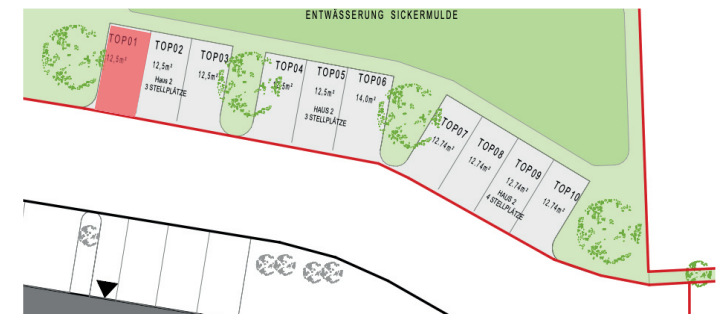 ENTWÄSSERUNG SICKERMULDE
TOP01
12,5m²
TOP02
12,5m²
Haus 2
3 STELLPLÄTZE
TOP03
12,5m²
TOP04
12,5m²
TOP05
12,5m²
HAUS 2
3 STELLPLÄTZE
TOP06
14,0m²
TOP07
12.74m²
TOP08
12.74m²
TOP09
12.74m²
HAUS 2
4 STELLPLÄTZE
TOP10
12.74m²